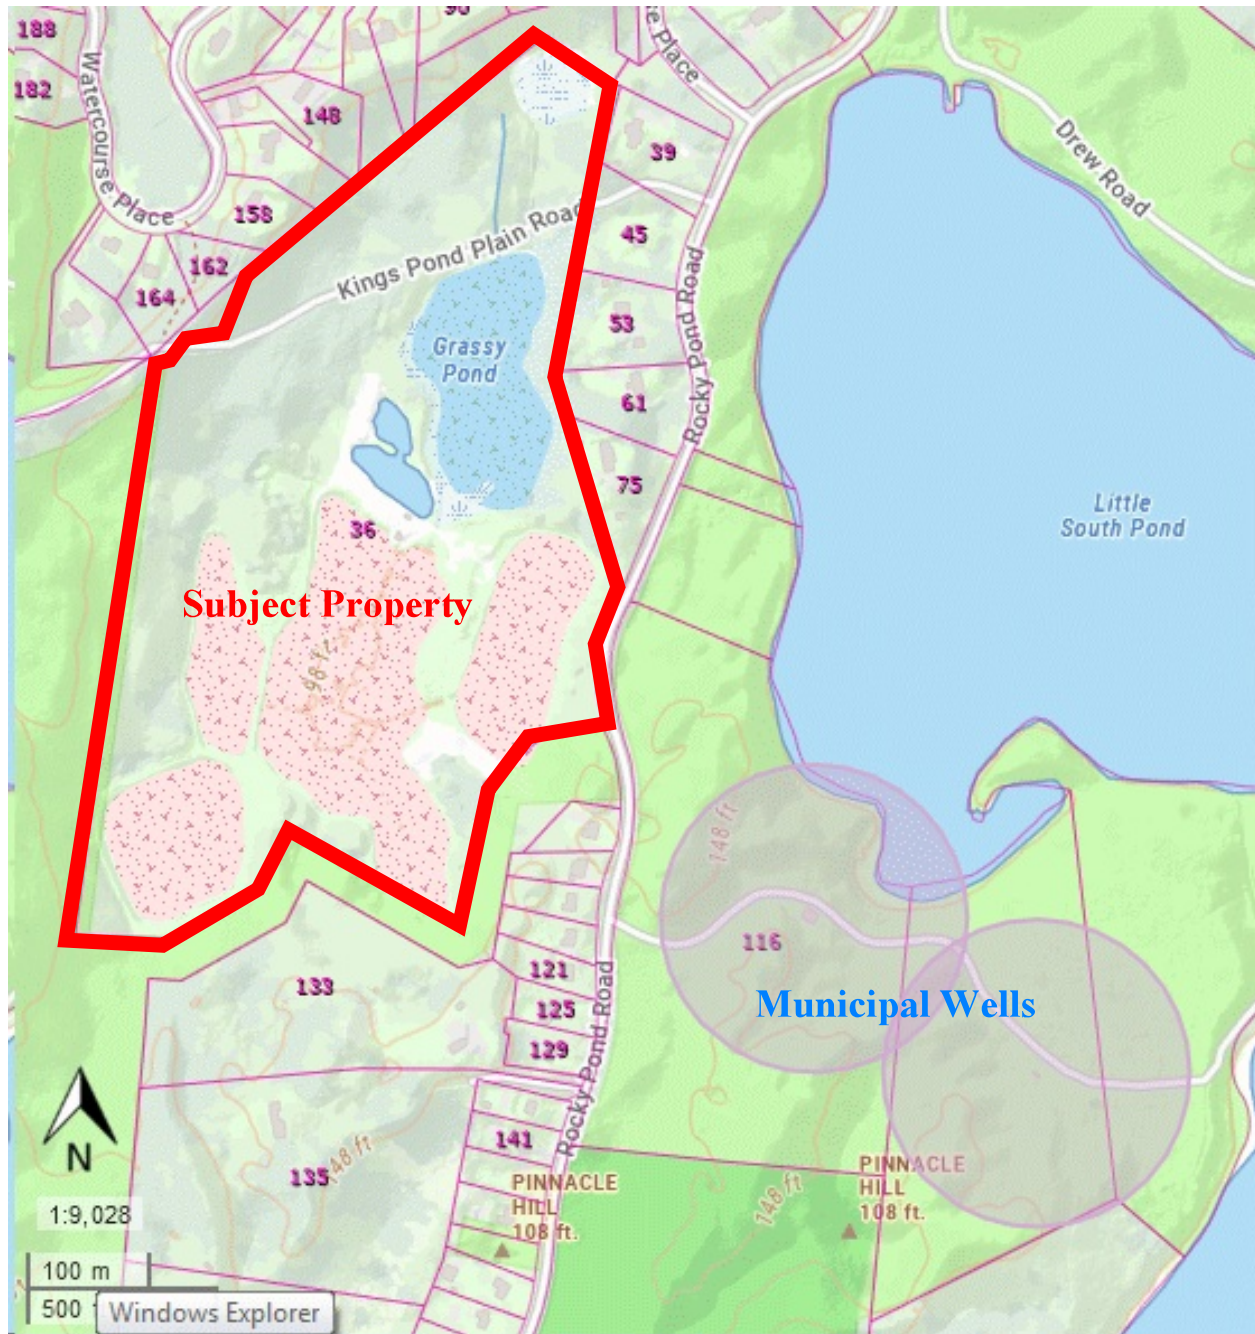 188
182
148
39
Watercourse Place
Drew Road
158
45
162
Kings Pond Plain Road
164
53
Rocky Pond Road
Grassy
Pond
61
75
Little
South Pond
36
Subject Property
98 ft
148 ft
116
133
121
Municipal Wells
125
129
Rocky Pond Road
N
141
135
148 ft
PINNACLE
HILL
108 ft.
PINNACLE
HILL
108 ft.
148 ft
1:9,028
100 m
500
Windows Explorer